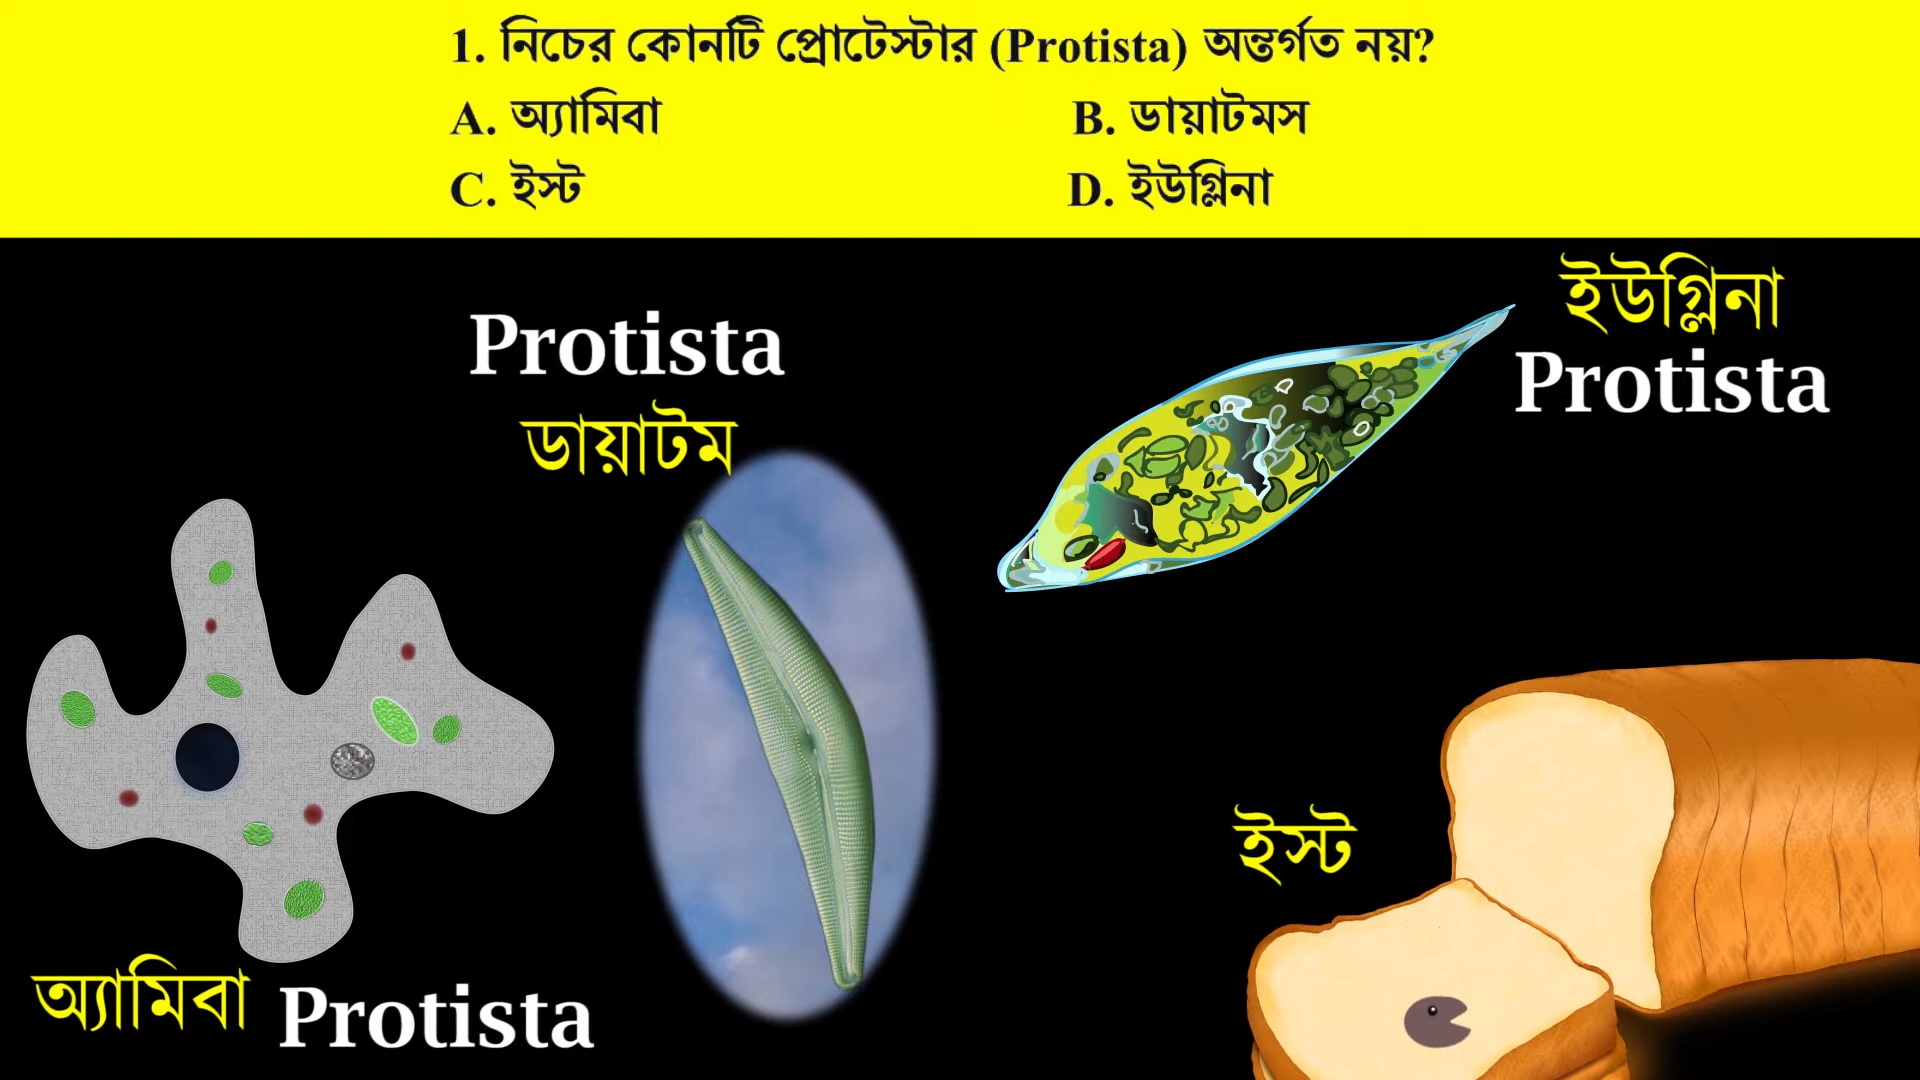 1. নিচের কোনটি প্রোটেস্টার (Protista) অন্তর্গত নয়?
A. অ্যামিবা B. ডায়াটমস
C. ইস্ট D. ইউগ্লিনা
ইউগ্লিনা
Protista
Protista
ডায়াটম
ইস্ট
অ্যামিবা Protista